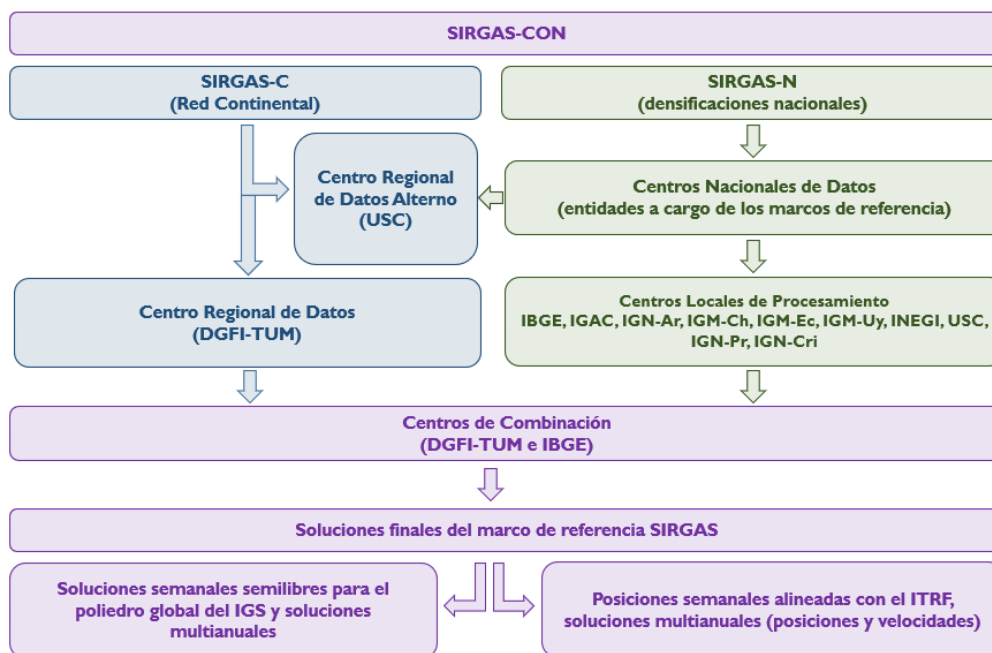 SIRGAS-CON
SIRGAS-C
(Red Continental)
SIRGAS-N
(densificaciones nacionales)
Centro Regional
de Datos Alterno
(USC)
Centros Nacionales de Datos
(entidades a cargo de los marcos de referencia)
Centro Regional de Datos
(DGFI-TUM)
Centros Locales de Procesamiento
IBGE, IGAC, IGN-Ar, IGM-Ch, IGM-Ec, IGM-Uy, INEGI, USC,
IGN-Pr, IGN-Cri
Centros de Combinación
(DGFI-TUM e IBGE)
Soluciones finales del marco de referencia SIRGAS
Soluciones semanales semilibres para el
poliedro global del IGS y soluciones
multianuales
Posiciones semanales alineadas con el ITRF,
soluciones multianuales (posiciones y velocidades)